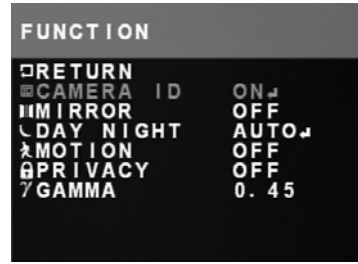 FUNCTION
RETURN
CAMERA ID ON↲
MIRROR OFF
DAY NIGHT AUTO↲
MOTION OFF
PRIVACY OFF
γ GAMMA 0.45